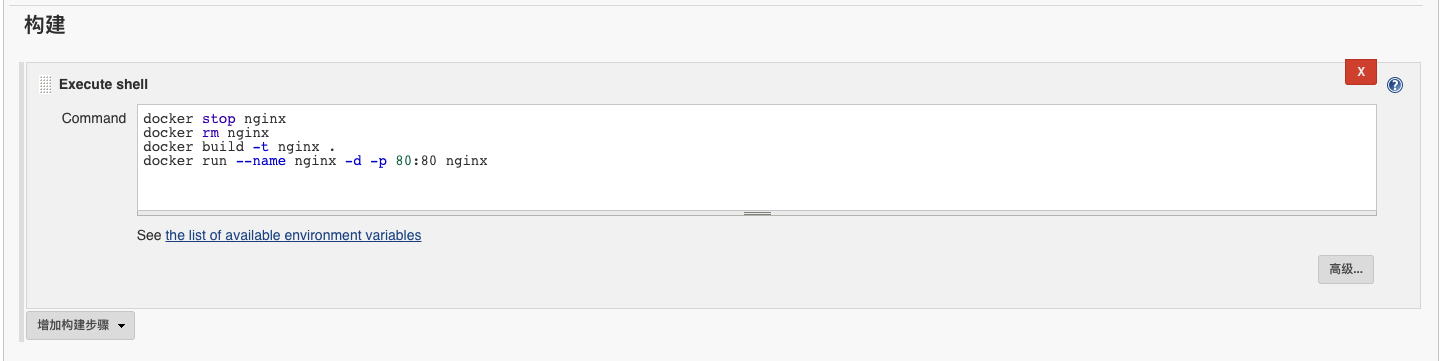 构建
X
Execute shell
?
Command
docker stop nginx
docker rm nginx
docker build -t nginx .
docker run --name nginx -d -p 80:80 nginx
See the list of available environment variables
高级...
增加构建步骤